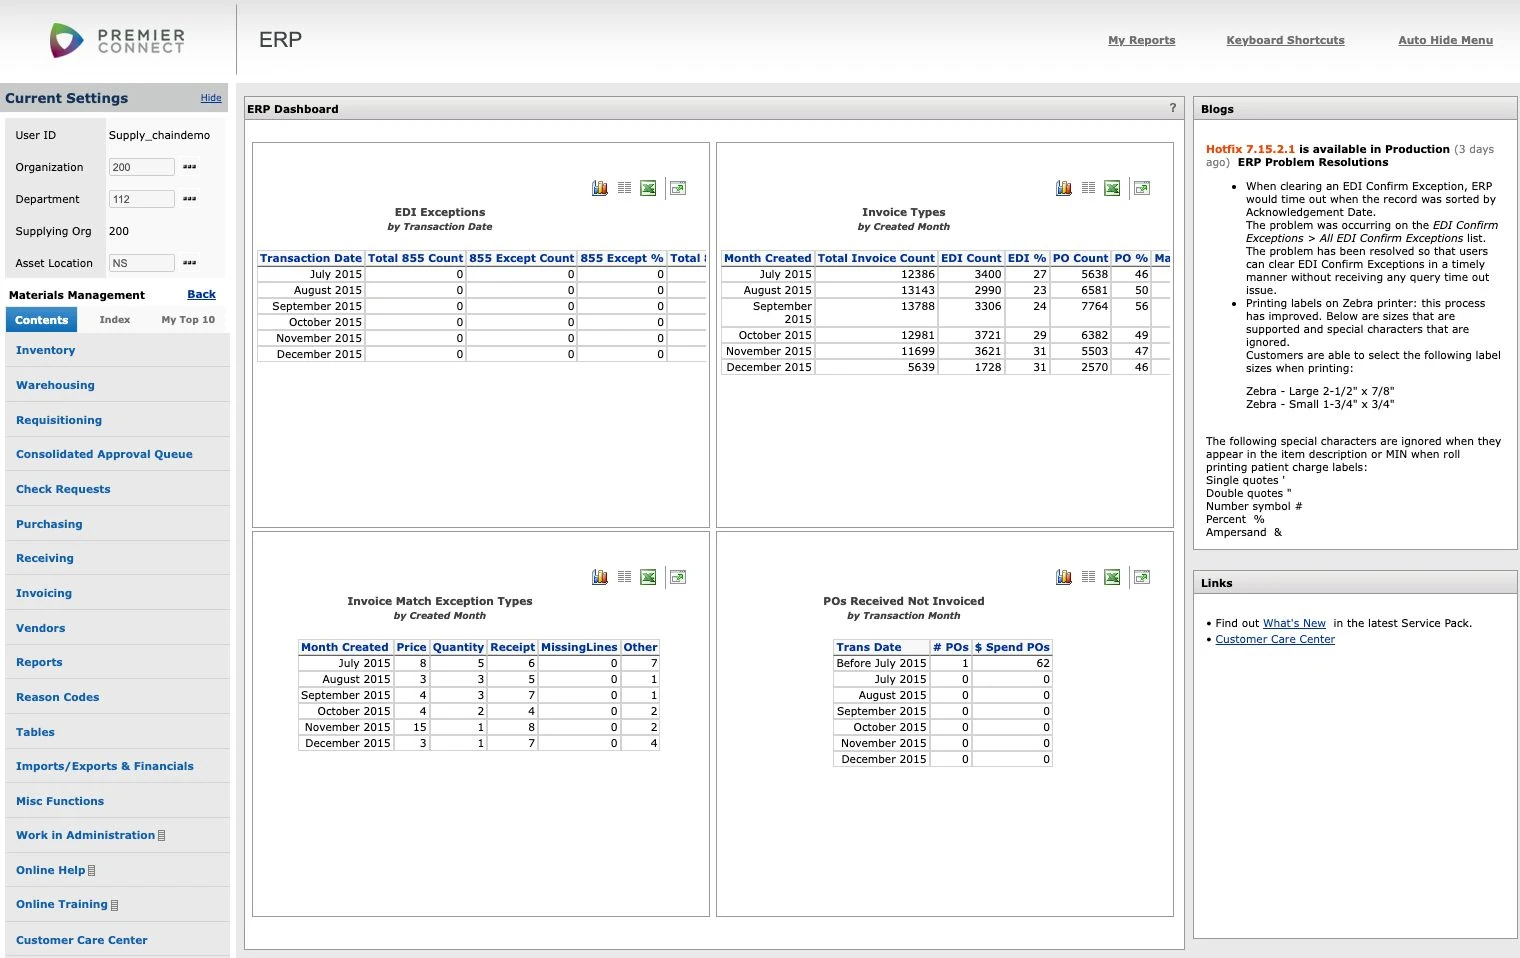 PREMIER
CONNECT
ERP
My Reports
Keyboard Shortcuts
Auto Hide Menu
Current Settings
Hide
User ID Supply_chaindemo
Organization 200
Department 112
Supplying Org 200
Asset Location NS
Materials Management Back
Contents Index My Top 10
Inventory
Warehousing
Requisitioning
Consolidated Approval Queue
Check Requests
Purchasing
Receiving
Invoicing
Vendors
Reports
Reason Codes
Tables
Imports/Exports & Financials
Misc Functions
Work in Administration
Online Help
Online Training
Customer Care Center
ERP Dashboard ?
EDI Exceptions
by Transaction Date
Transaction Date Total 855 Count 855 Except Count 855 Except % Total
July 2015 0 0 0
August 2015 0 0 0
September 2015 0 0 0
October 2015 0 0 0
November 2015 0 0 0
December 2015 0 0 0
Invoice Types
by Created Month
Month Created Total Invoice Count EDI Count EDI % PO Count PO % Ma
July 2015 12386 3400 27 5638 46
August 2015 13143 2990 23 6581 50
September 13788 3306 24 7764 56
2015
October 2015 12981 3721 29 6382 49
November 2015 11699 3621 31 5503 47
December 2015 5639 1728 31 2570 46
Invoice Match Exception Types
by Created Month
Month Created Price Quantity Receipt MissingLines Other
July 2015 8 5 6 0 7
August 2015 3 3 5 0 1
September 2015 4 3 7 0 1
October 2015 4 2 4 0 2
November 2015 15 1 8 0 2
December 2015 3 1 7 0 4
POs Received Not Invoiced
by Transaction Month
Trans Date # POs $ Spend POs
Before July 2015 1 62
July 2015 0 0
August 2015 0 0
September 2015 0 0
October 2015 0 0
November 2015 0 0
December 2015 0 0
Blogs
Hotfix 7.15.2.1 is available in Production (3 days
ago) ERP Problem Resolutions
• When clearing an EDI Confirm Exception, ERP
would time out when the record was sorted by
Acknowledgement Date.
The problem was occurring on the EDI Confirm
Exceptions > All EDI Confirm Exceptions list.
The problem has been resolved so that users
can clear EDI Confirm Exceptions in a timely
manner without receiving any query time out
issue.
• Printing labels on Zebra printer: this process
has improved. Below are sizes that are
supported and special characters that are
ignored.
Customers are able to select the following label
sizes when printing:
Zebra - Large 2-1/2" x 7/8"
Zebra - Small 1-3/4" x 3/4"
The following special characters are ignored when they
appear in the item description or MIN when roll
printing patient charge labels:
Single quotes '
Double quotes "
Number symbol #
Percent %
Ampersand &
Links
• Find out What's New in the latest Service Pack.
• Customer Care Center